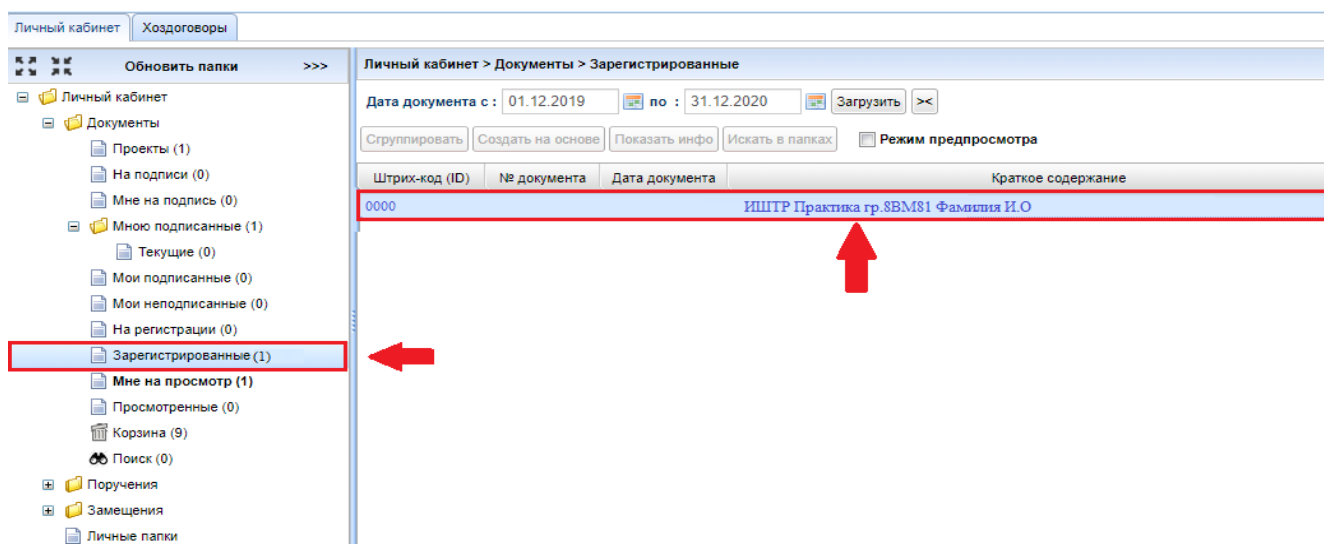 Личный кабинет Хоздоговоры
Обновить папки >>>
Личный кабинет
Документы
Проекты (1)
На подписи (0)
Мне на подпись (0)
Мною подписанные (1)
Текущие (0)
Мои подписанные (0)
Мои неподписанные (0)
На регистрации (0)
Зарегистрированные (1)
Мне на просмотр (1)
Просмотренные (0)
Корзина (9)
Поиск (0)
Поручения
Замещения
Личные папки
Личный кабинет > Документы > Зарегистрированные
Дата документа с : 01.12.2019 по : 31.12.2020 Загрузить ><
Сгруппировать Создать на основе Показать инфо Искать в папках Режим предпросмотра
Штрих-код (ID) № документа Дата документа Краткое содержание
0000 ИШТР Практика гр.8ВМ81 Фамилия И.О